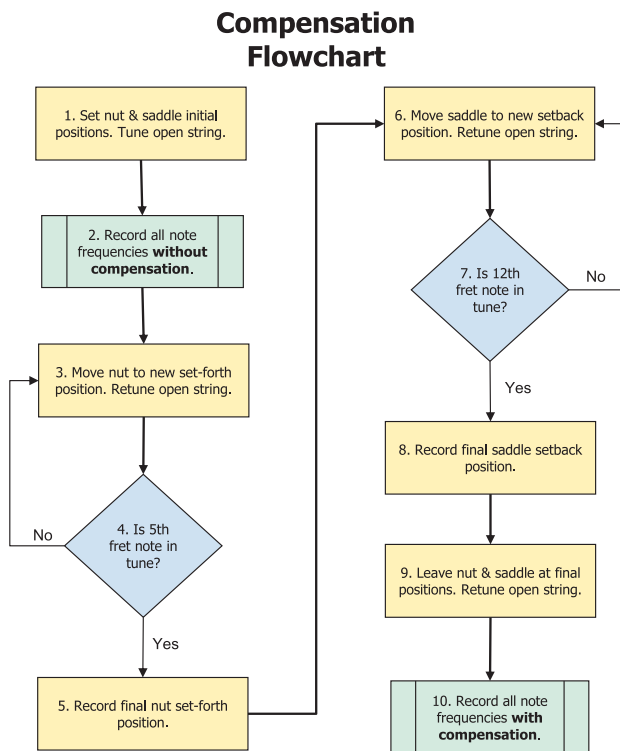 Compensation
Flowchart
1. Set nut & saddle initial
positions. Tune open string.
2. Record all note
frequencies without
compensation.
3. Move nut to new set-forth
position. Retune open string.
4. Is 5th
fret note in
tune?
No
Yes
5. Record final nut set-forth
position.
6. Move saddle to new setback
position. Retune open string.
7. Is 12th
fret note in
tune?
No
Yes
8. Record final saddle setback
position.
9. Leave nut & saddle at final
positions. Retune open string.
10. Record all note
frequencies with
compensation.